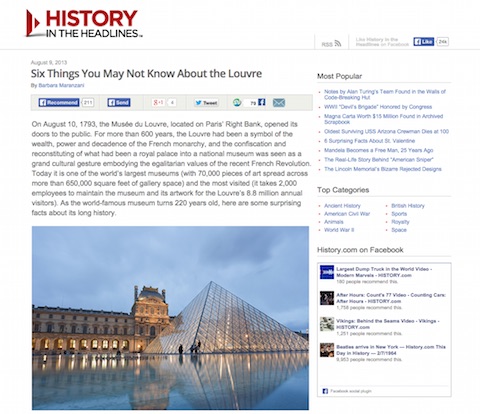 HISTORY
IN THE HEADLINES
RSS
Like History in the
Headlines on Facebook
Like
24k
August 9, 2013
Six Things You May Not Know About the Louvre
By Barbara Maranzani
Recommend
2711
Send
4
Tweet
79
On August 10, 1793, the Musée du Louvre, located on Paris' Right Bank, opened its
doors to the public. For more than 600 years, the Louvre had been a symbol of the
wealth, power and decadence of the French monarchy, and the confiscation and
reconstituting of what had been a royal palace into a national museum was seen as a
grand cultural gesture embodying the egalitarian values of the recent French Revolution.
Today it is one of the world's largest museums (with 70,000 pieces of art spread across
more than 650,000 square feet of gallery space) and the most visited (it takes 2,000
employees to maintain the museum and its artwork for the Louvre's 8.8 million annual
visitors). As the world-famous museum turns 220 years old, here are some surprising
facts about its long history.
Most Popular
Notes by Alan Turing's Team Found in the Walls of
Code-Breaking Hut
WWII "Devil's Brigade" Honored by Congress
Magna Carta Worth $15 Million Found in Archived
Scrapbook
Oldest Surviving USS Arizona Crewman Dies at 100
6 Surprising Facts About St. Valentine
Mandela Becomes a Free Man, 25 Years Ago
The Real-Life Story Behind "American Sniper"
The Lincoln Memorial's Bizarre Rejected Designs
Top Categories
Ancient History
British History
American Civil War
Sports
Animals
Royalty
World War II
Space
History.com on Facebook
Largest Dump Truck in the World Video -
Modern Marvels - HISTORY.com
180 people recommend this.
After Hours: Count's 77 Video - Counting Cars:
After Hours - HISTORY.com
people recommend this.
Vikings: Behind the Seams Video - Vikings -
HISTORY.com
1,251 people recommend this.
Beatles arrive in New York — History.com This
Day in History — 2/7/1964
people recommend this.
Facebook social plugin